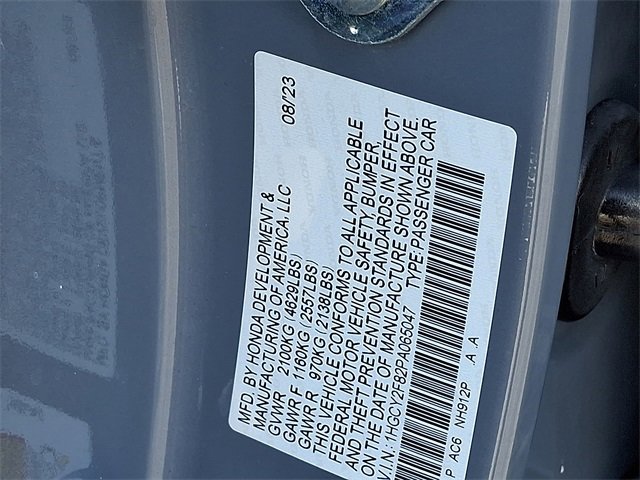 MFD. BY HONDA DEVELOPMENT &
MANUFACTURING OF AMERICA, LLC 08/23
GVWR 2100KG (4629LBS)
GAWR F 1160KG (2557LBS)
GAWR R 970KG (2138LBS)
THIS VEHICLE CONFORMS TO ALL APPLICABLE
FEDERAL MOTOR VEHICLE SAFETY, BUMPER,
AND THEFT PREVENTION STANDARDS IN EFFECT
ON THE DATE OF MANUFACTURE SHOWN ABOVE.
V.I.N.: 1HGCY2F82PA065047 TYPE: PASSENGER CAR
P AC6 NH912P A.A